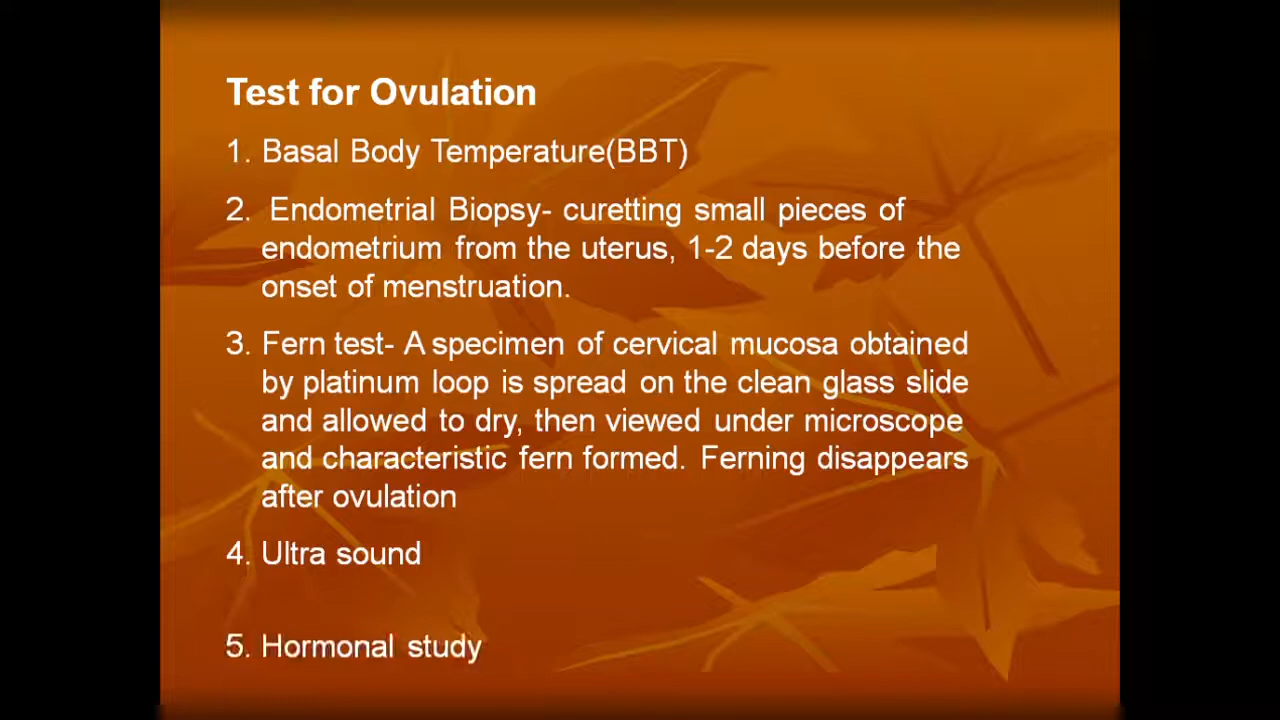 Test for Ovulation
1. Basal Body Temperature(BBT)
2. Endometrial Biopsy- curetting small pieces of
endometrium from the uterus, 1-2 days before the
onset of menstruation.
3. Fern test- A specimen of cervical mucosa obtained
by platinum loop is spread on the clean glass slide
and allowed to dry, then viewed under microscope
and characteristic fern formed. Ferning disappears
after ovulation
4. Ultra sound
5. Hormonal study